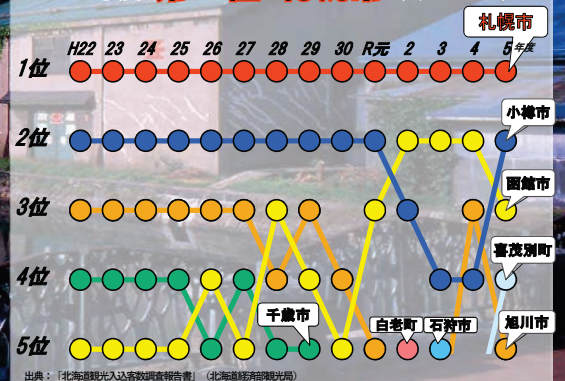 札幌市
H22 23 24 25 26 27 28 29 30 R元 2 3 4 5 年度
1位
2位
小樽市
函館市
3位
喜茂別町
4位
千歳市
白老町
石狩市
旭川市
5位
出典:「北海道観光入込客数調査報告書」(北海道経済部観光局)